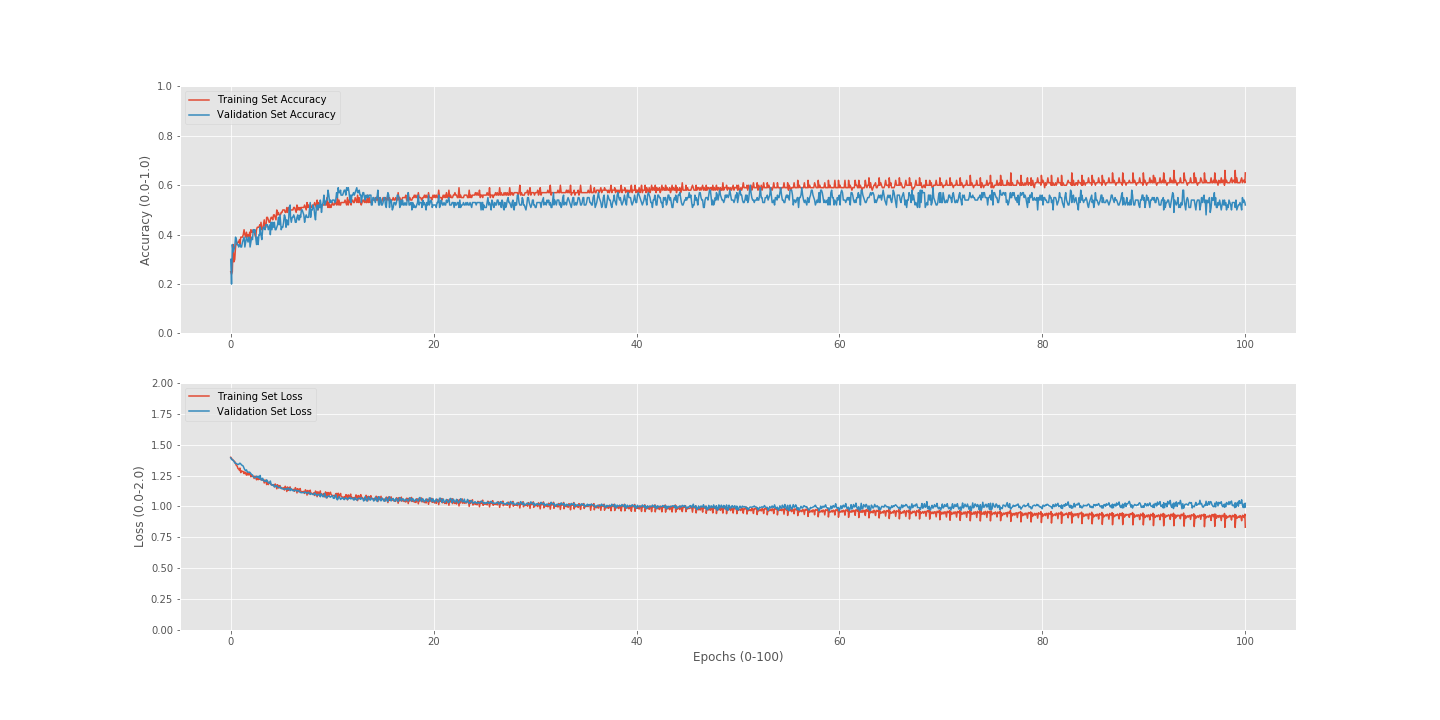 1.0
Training Set Accuracy
Validation Set Accuracy
0.8
0.6
0.4
0.2
0.0
Accuracy (0.0-1.0)
0 20 40 60 80 100
2.00
Training Set Loss
Validation Set Loss
1.75
1.50
1.25
1.00
0.75
0.50
0.25
0.00
Loss (0.0-2.0)
0 20 40 60 80 100
Epochs (0-100)